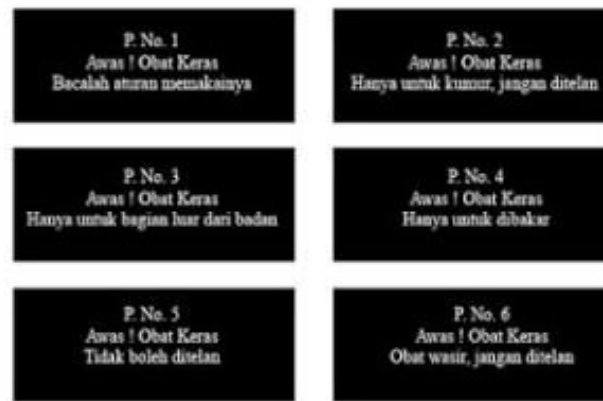 P. No. 1
Awas ! Obat Keras
Bacalah aturan memakainya
P. No. 2
Awas ! Obat Keras
Hanya untuk kumur, jangan ditelan
P. No. 3
Awas ! Obat Keras
Hanya untuk bagian luar dari badan
P. No. 4
Awas ! Obat Keras
Hanya untuk dibakar
P. No. 5
Awas ! Obat Keras
Tidak boleh ditelan
P. No. 6
Awas ! Obat Keras
Obat wasir, jangan ditelan